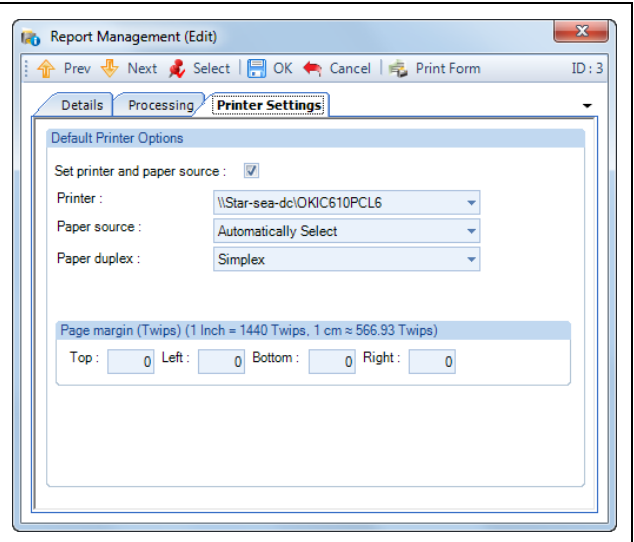 Report Management (Edit)
Prev Next Select OK Cancel Print Form ID : 3
Details Processing Printer Settings
Default Printer Options
Set printer and paper source :
Printer : \\Star-sea-dc\OKIC610PCL6
Paper source : Automatically Select
Paper duplex : Simplex
Page margin (Twips) (1 Inch = 1440 Twips, 1 cm ≈ 566.93 Twips)
Top : 0 Left : 0 Bottom : 0 Right : 0